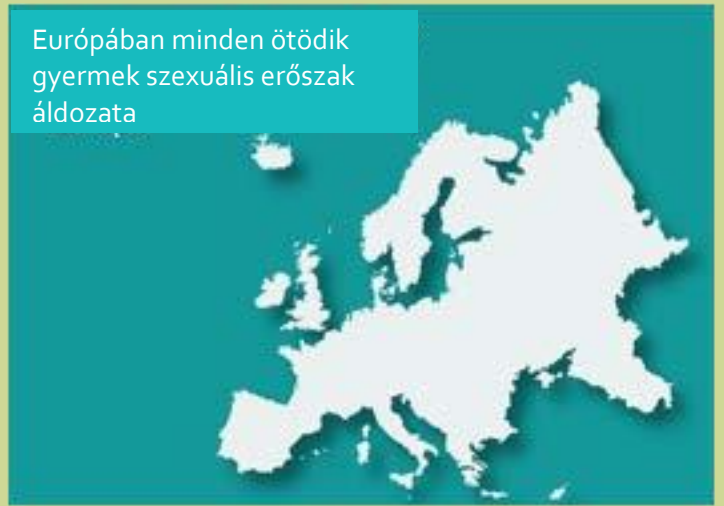 Európában minden ötödik
gyermek szexuális erőszak
áldozata